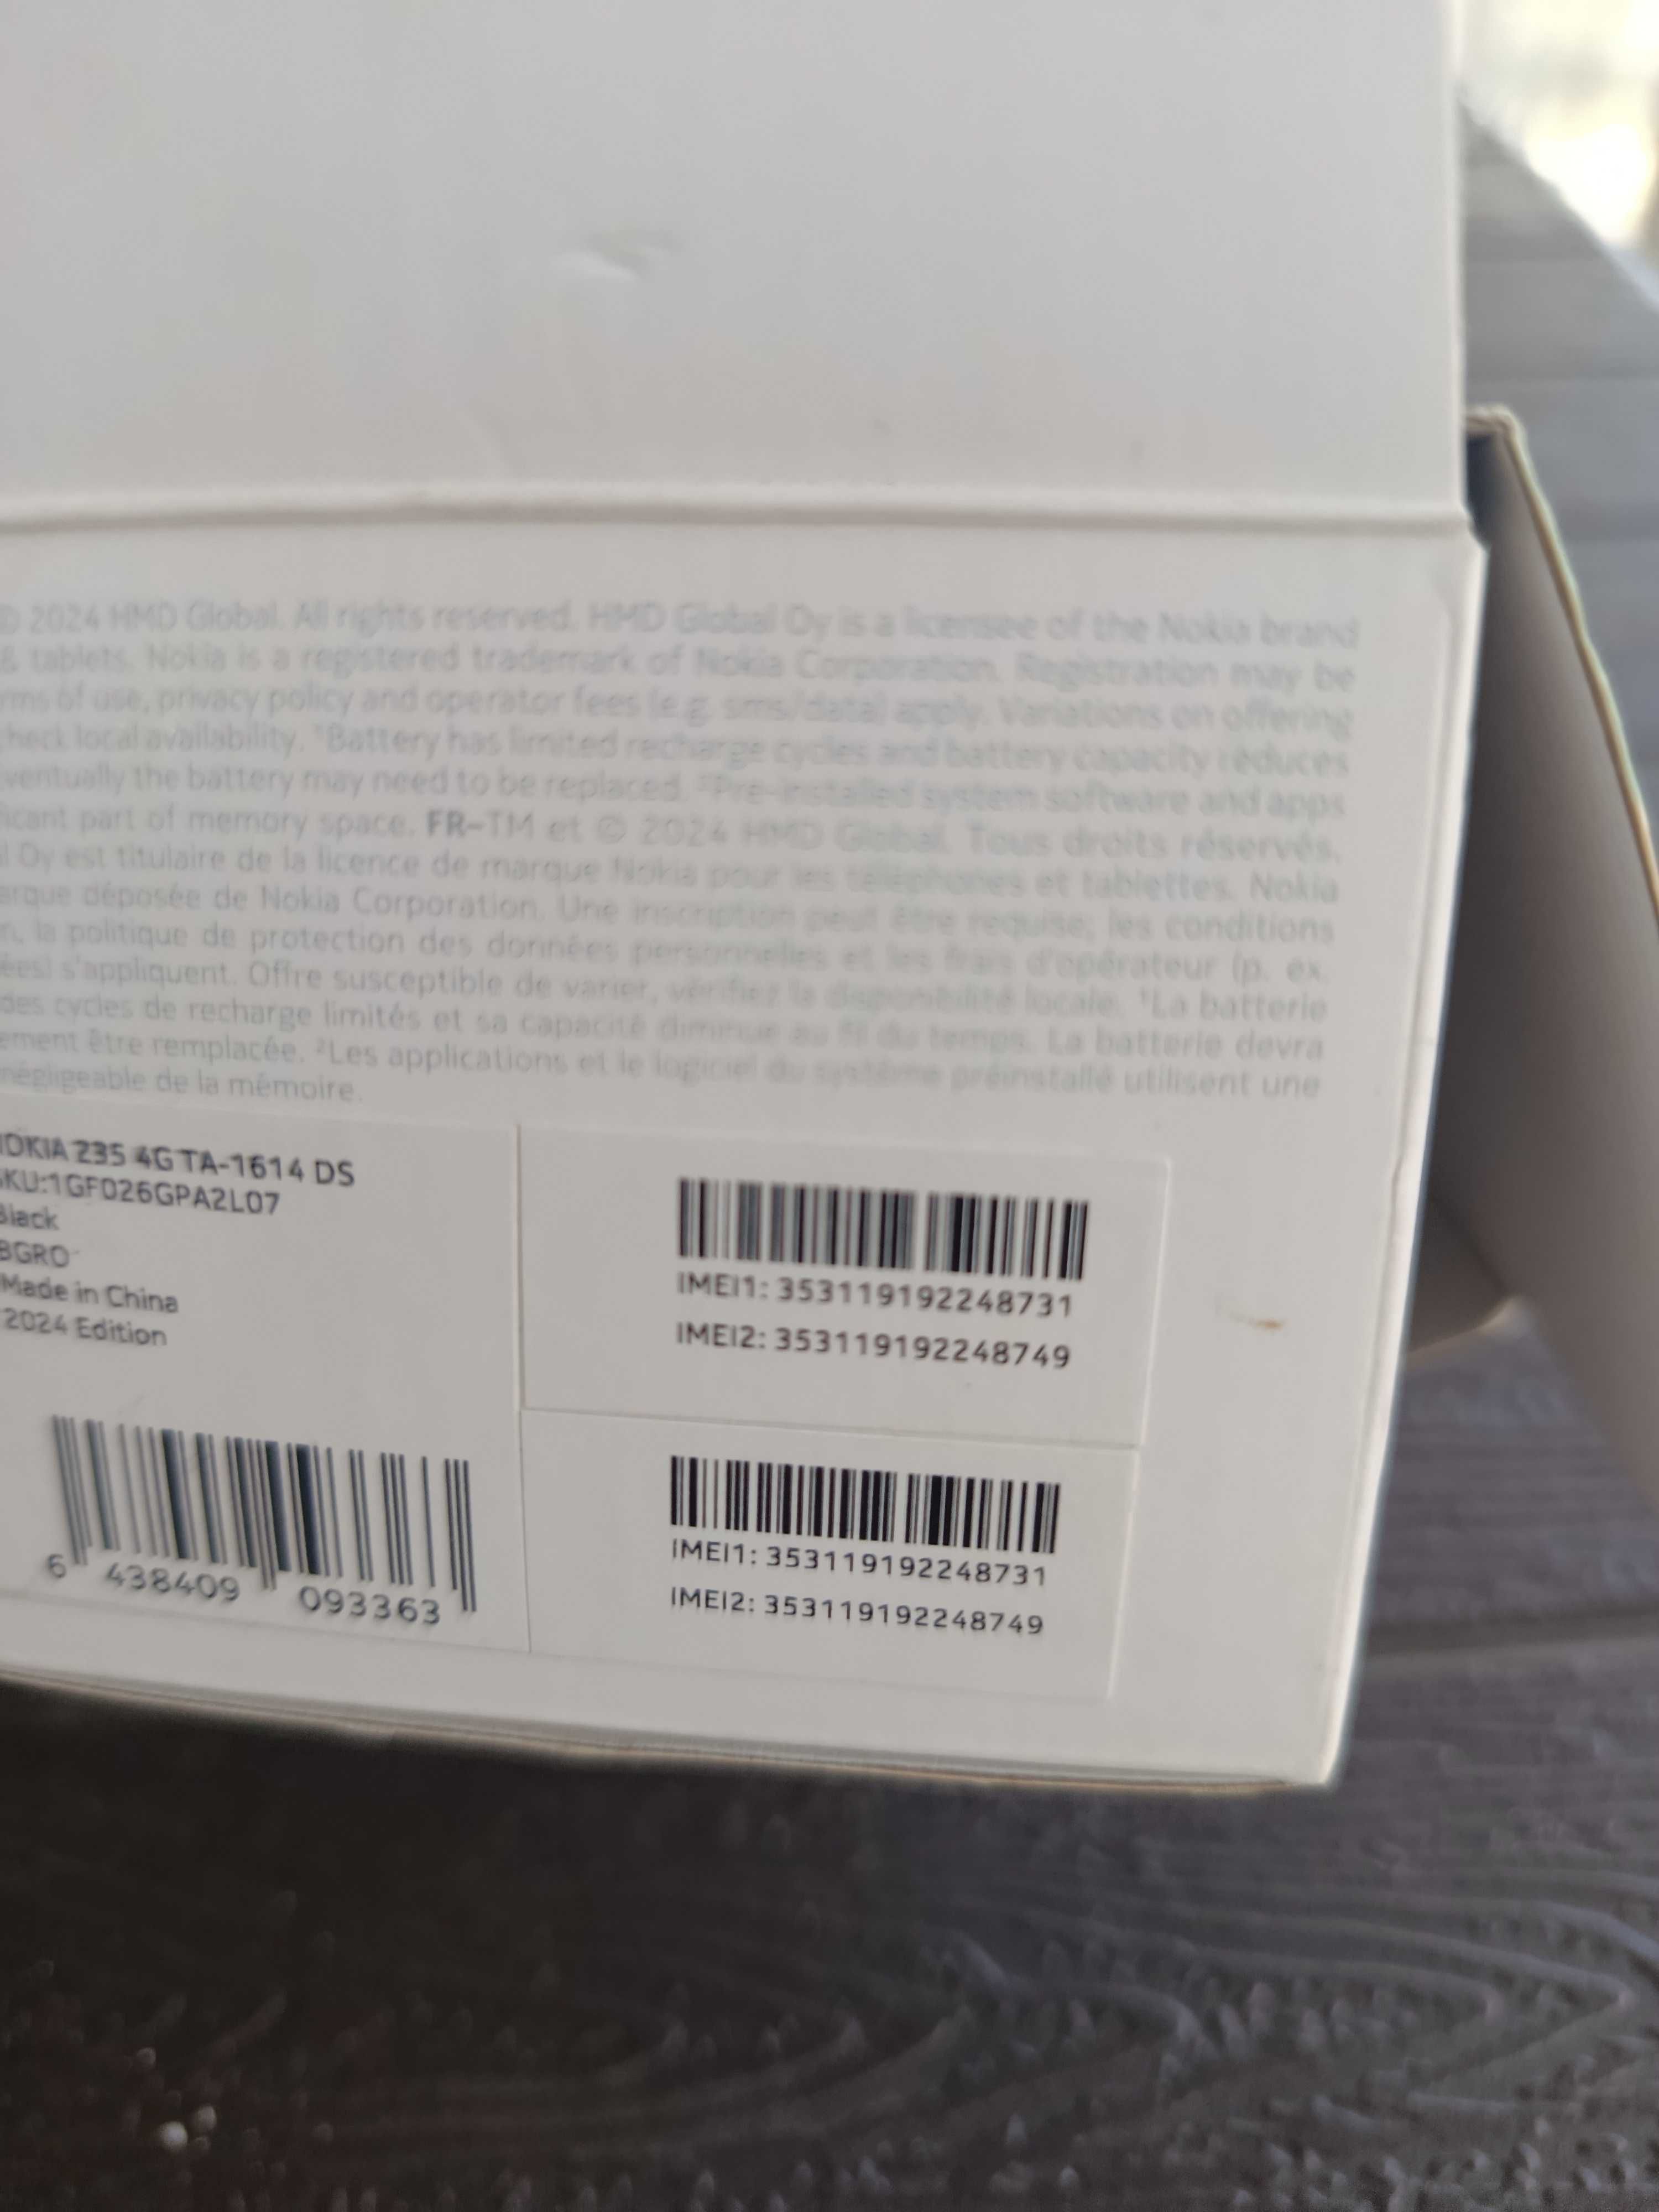 © 2024 HMD Global. All rights reserved. HMD Global Oy is a licensee of the Nokia brand
& tablets. Nokia is a registered trademark of Nokia Corporation. Registration may be
rms of use, privacy policy and operator fees (e.g. sms/data) apply. Variations on offering
heck local availability. ¹Battery has limited recharge cycles and battery capacity reduces
ventually the battery may need to be replaced. ²Pre-installed system software and apps
ficant part of memory space. FR-TM et © 2024 HMD Global. Tous droits réservés.
l Oy est titulaire de la licence de marque Nokia pour les téléphones et tablettes. Nokia
arque déposée de Nokia Corporation. Une inscription peut être requise; les conditions
n, la politique de protection des données personnelles et les frais d'opérateur (p. ex.
ées) s'appliquent. Offre susceptible de varier, vérifiez la disponibilité locale. ¹La batterie
des cycles de recharge limités et sa capacité diminue au fil du temps. La batterie devra
ement être remplacée. ²Les applications et le logiciel du système préinstallé utilisent une
négligeable de la mémoire.
NOKIA 235 4G TA-1614 DS
SKU:1GF026GPA2L07
Black
BGRO
Made in China
2024 Edition
6 438409 093363
IMEI1: 353119192248731
IMEI2: 353119192248749
IMEI1: 353119192248731
IMEI2: 353119192248749